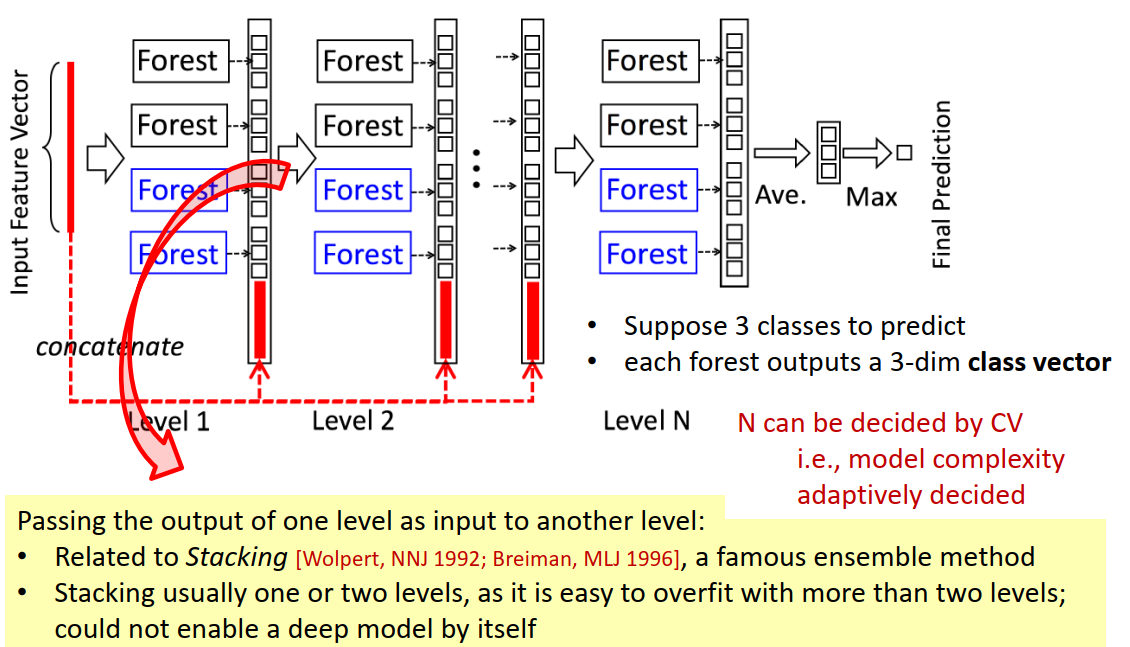 Input Feature Vector
Forest
Forest
Forest
Forest
concatenate
Level 1
Forest
Forest
Forest
Forest
Level 2
Forest
Forest
Forest
Forest
Level N
Ave.
Max
Final Prediction
• Suppose 3 classes to predict
• each forest outputs a 3-dim class vector
N can be decided by CV
i.e., model complexity
adaptively decided
Passing the output of one level as input to another level:
• Related to Stacking [Wolpert, NNJ 1992; Breiman, MLJ 1996], a famous ensemble method
• Stacking usually one or two levels, as it is easy to overfit with more than two levels;
could not enable a deep model by itself